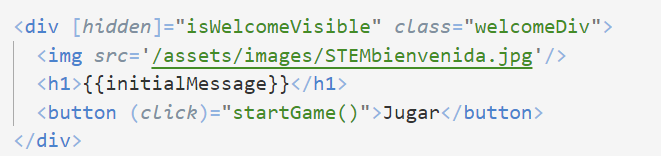 <div [hidden]="isWelcomeVisible" class="welcomeDiv">
<img src='/assets/images/STEMbienvenida.jpg'/>
<h1>{{initialMessage}}</h1>
<button (click)="startGame()">Jugar</button>
</div>